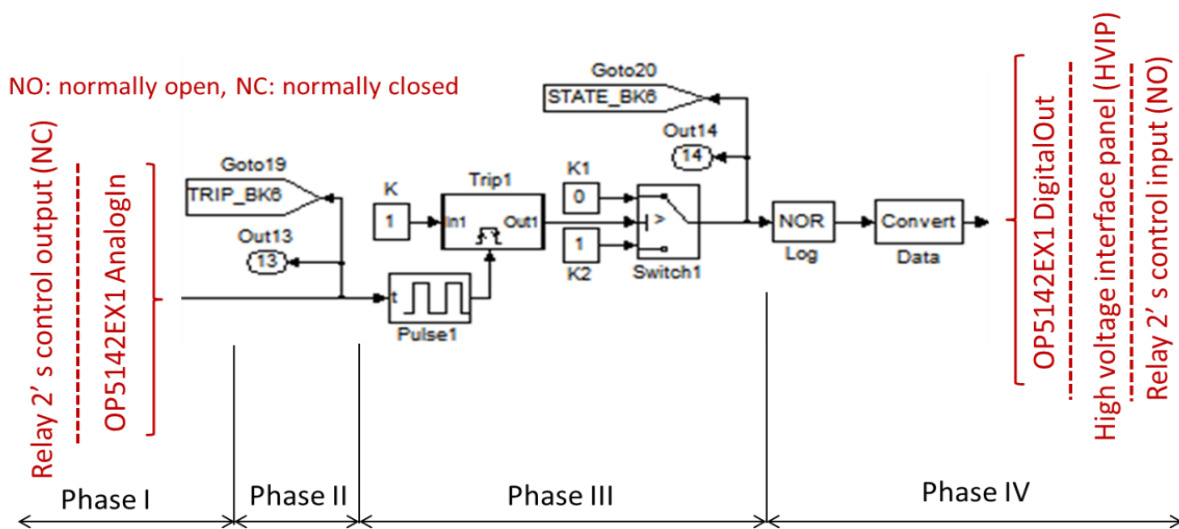 NO: normally open, NC: normally closed
Relay 2' s control output (NC)
OP5142EX1 AnalogIn
Goto19
TRIP_BK6
Out13
13
K
1
Trip1
In1
Out1
t
Pulse1
Goto20
STATE_BK6
Out14
14
K1
0
>
1
K2
Switch1
NOR
Log
Convert
Data
OP5142EX1 DigitalOut
High voltage interface panel (HVIP)
Relay 2' s control input (NO)
Phase I
Phase II
Phase III
Phase IV